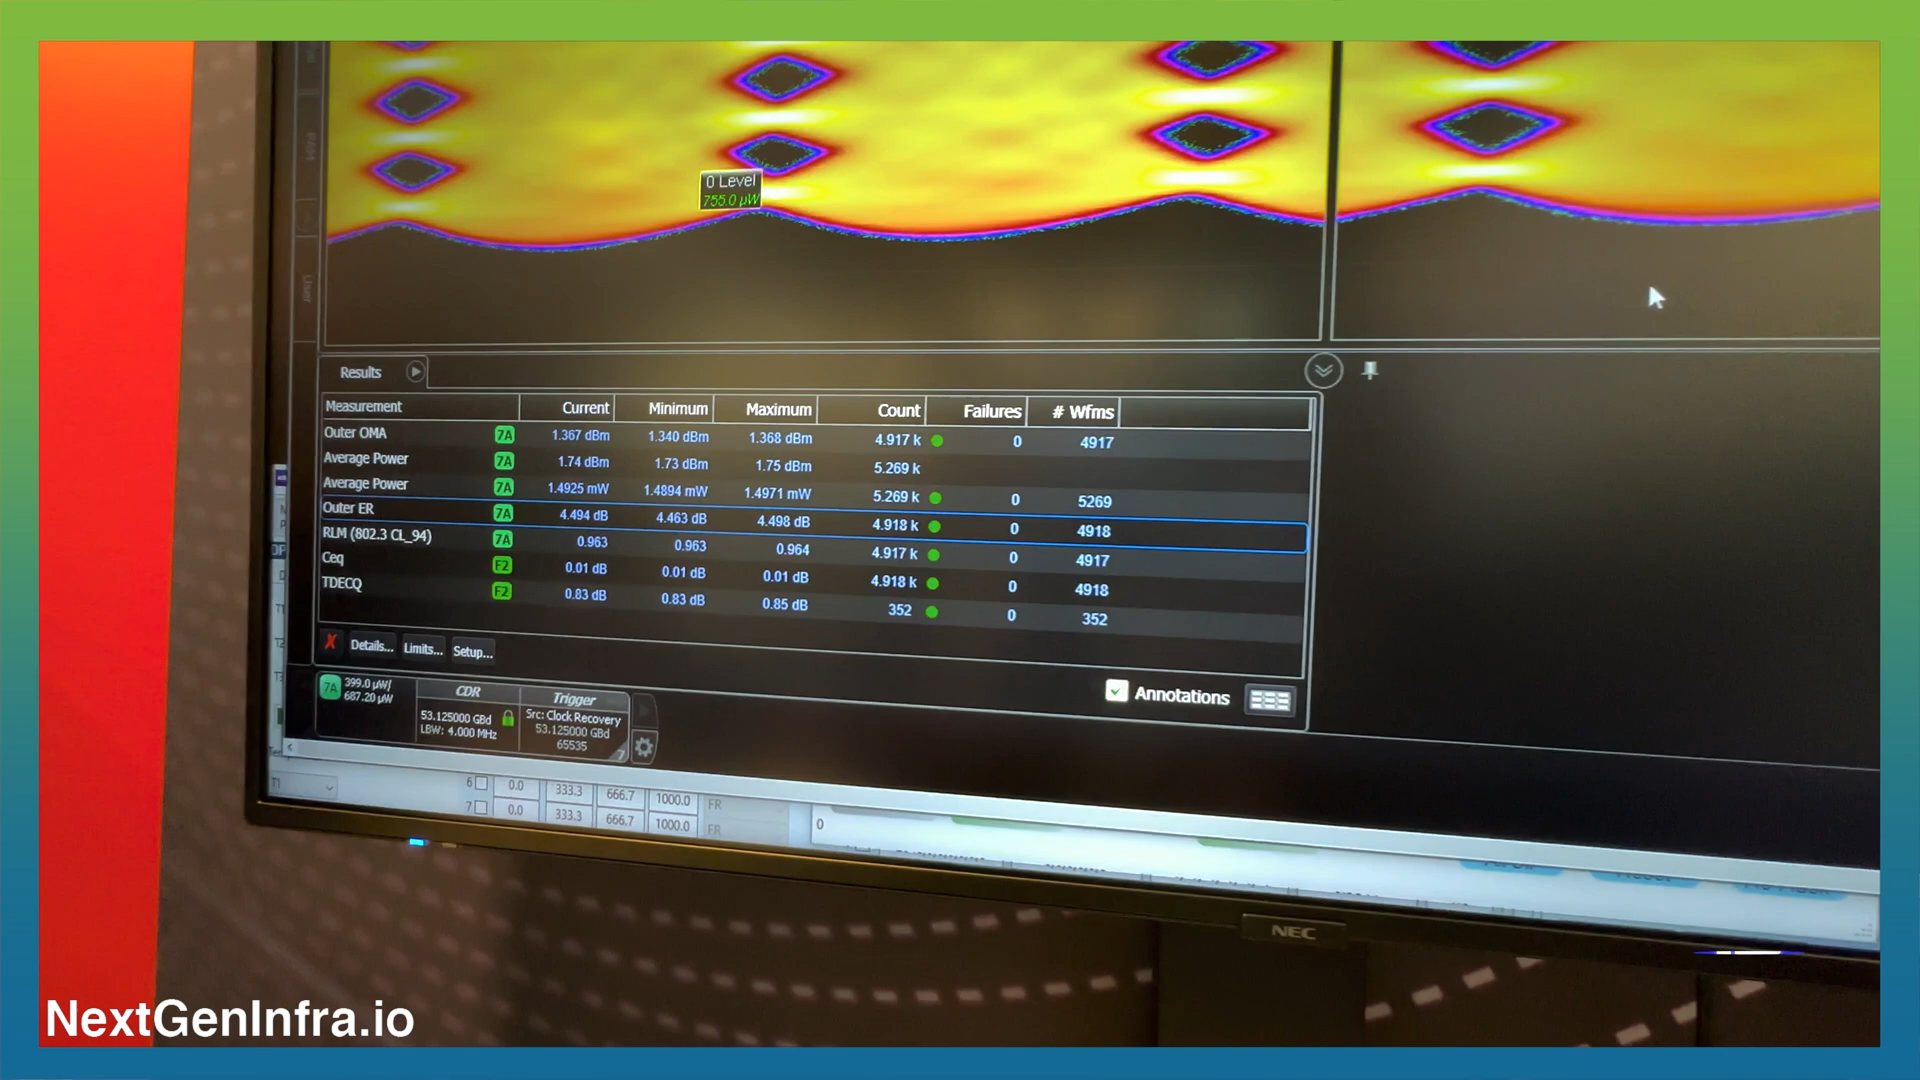 0 Level
755.0 µW
User
Results
Measurement Current Minimum Maximum Count Failures # Wfms
Outer OMA 7A 1.367 dBm 1.340 dBm 1.368 dBm 4.917 k 0 4917
Average Power 7A 1.74 dBm 1.73 dBm 1.75 dBm 5.269 k
Average Power 7A 1.4925 mW 1.4894 mW 1.4971 mW 5.269 k 0 5269
Outer ER 7A 4.494 dB 4.463 dB 4.498 dB 4.918 k 0 4918
RLM (802.3 CL_94) 7A 0.963 0.963 0.964 4.917 k 0 4917
Ceq F2 0.01 dB 0.01 dB 0.01 dB 4.918 k 0 4918
TDECQ F2 0.83 dB 0.83 dB 0.85 dB 352 0 352
Details... Limits... Setup...
Annotations
7A 399.0 µW/
687.20 µW
CDR
53.125000 GBd
LBW: 4.000 MHz
Trigger
Src: Clock Recovery
53.125000 GBd
65535
T1
6 0.0 333.3 666.7 1000.0 FR
7 0.0 333.3 666.7 1000.0 FR
0
NEC
NextGenInfra.io